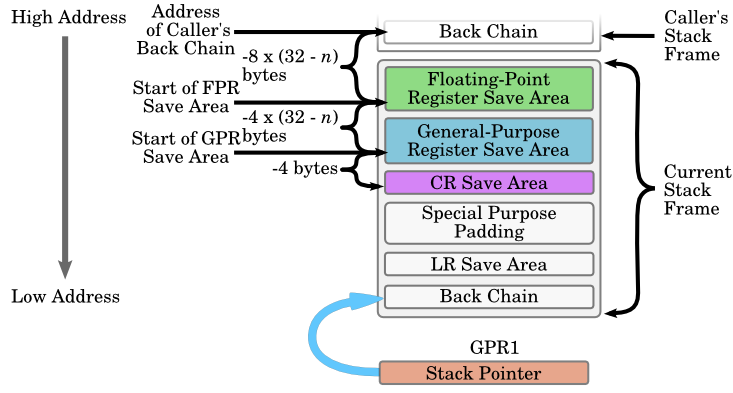 High Address
Low Address
Address
of Caller's
Back Chain
-8 x (32 - n)
bytes
Start of FPR
Save Area
-4 x (32 - n)
bytes
Start of GPR
Save Area
-4 bytes
Back Chain
Floating-Point
Register Save Area
General-Purpose
Register Save Area
CR Save Area
Special Purpose
Padding
LR Save Area
Back Chain
GPR1
Stack Pointer
Caller's
Stack
Frame
Current
Stack
Frame